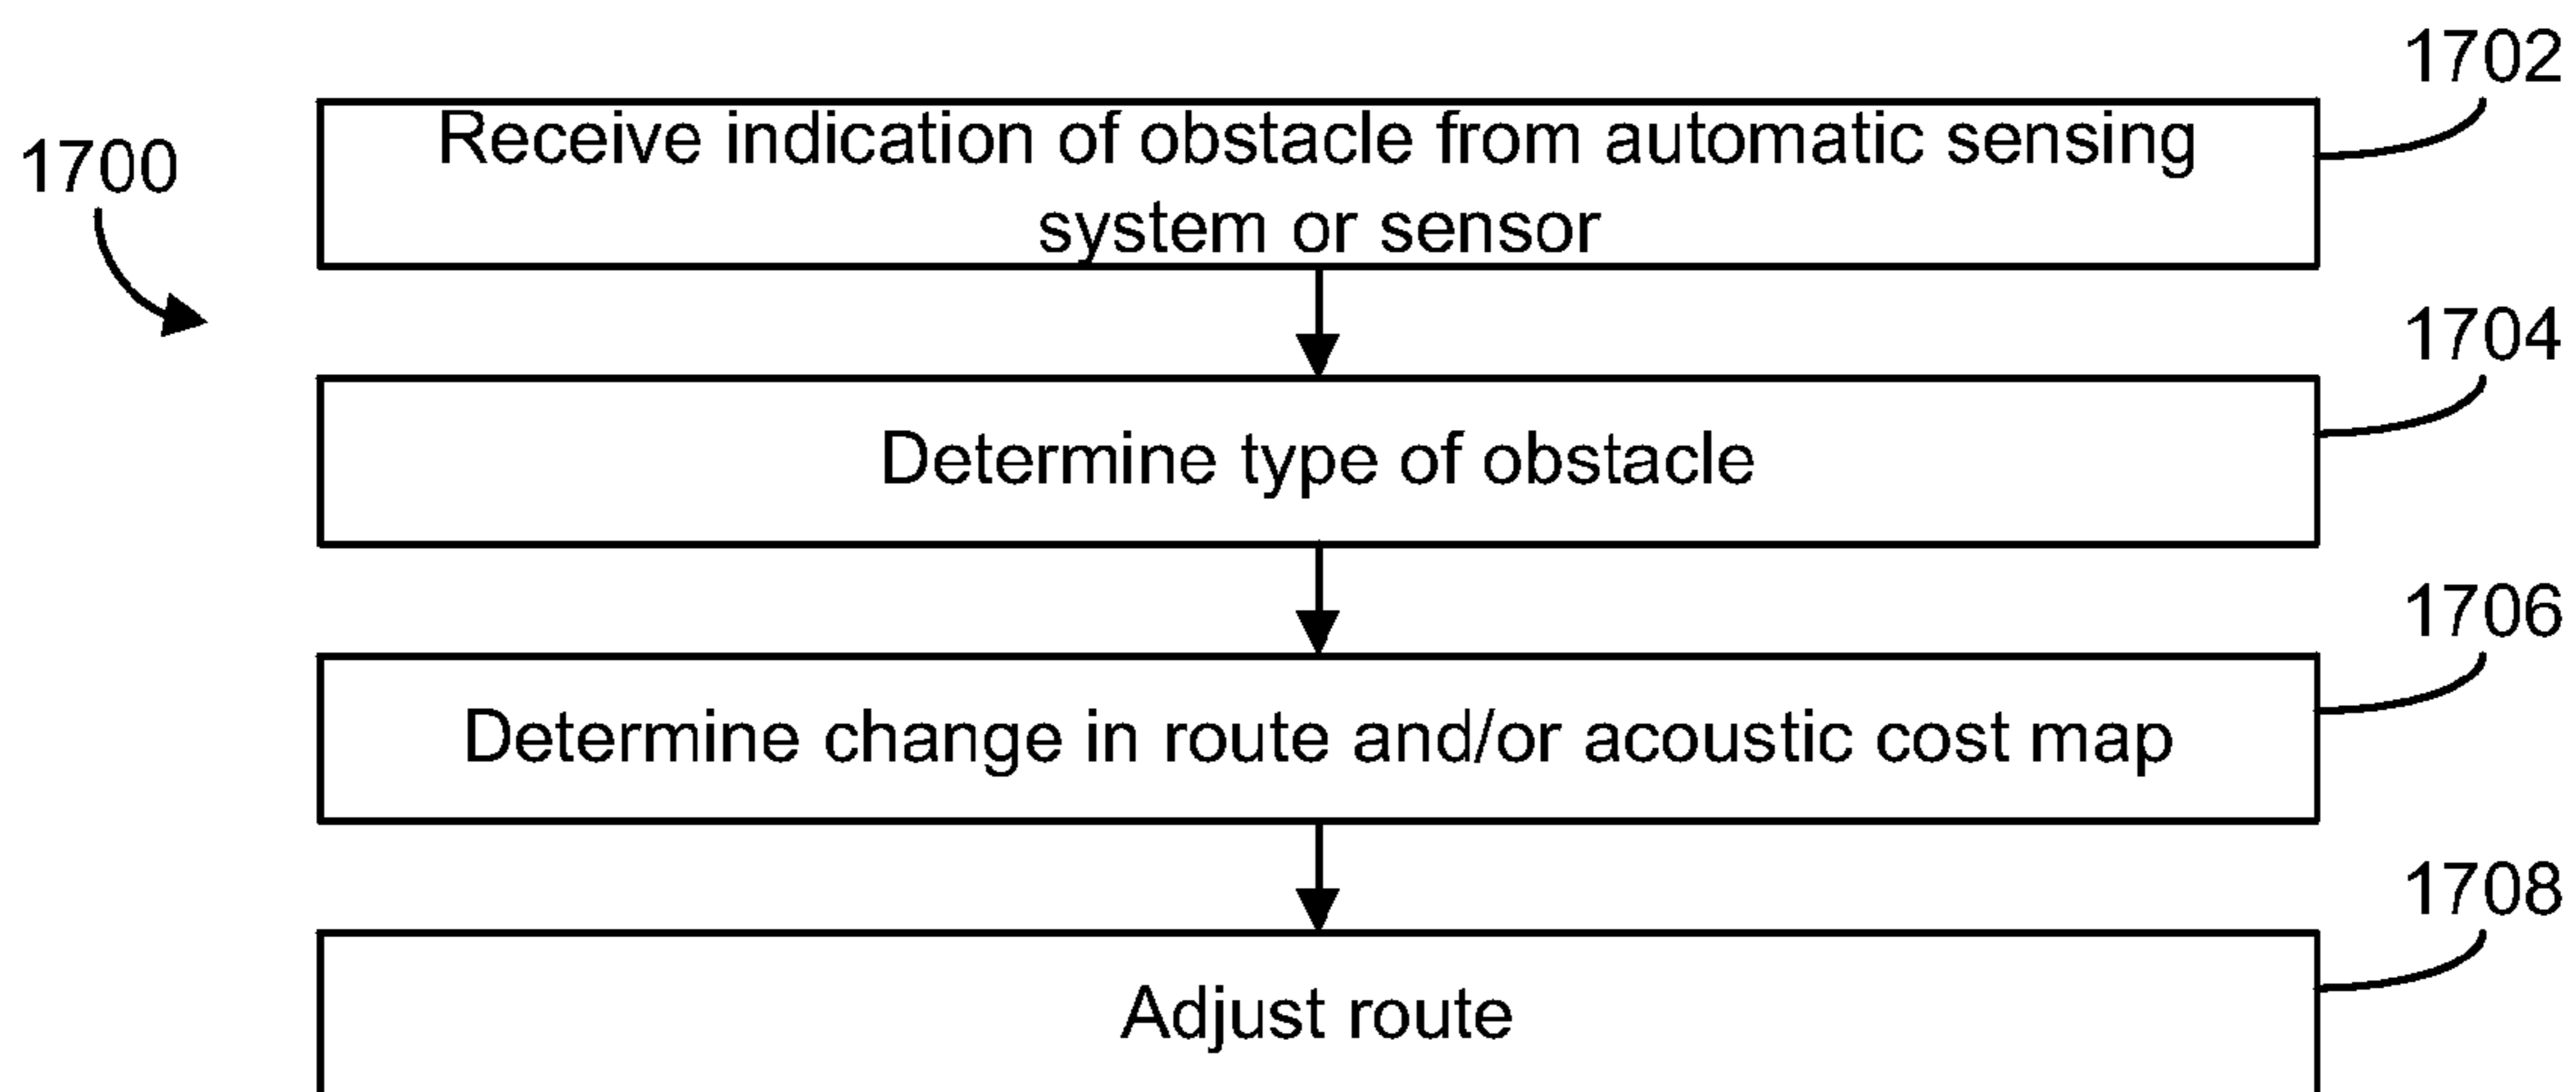 1702
Receive indication of obstacle from automatic sensing
system or sensor
1700
1704
Determine type of obstacle
1706
Determine change in route and/or acoustic cost map
1708
Adjust route